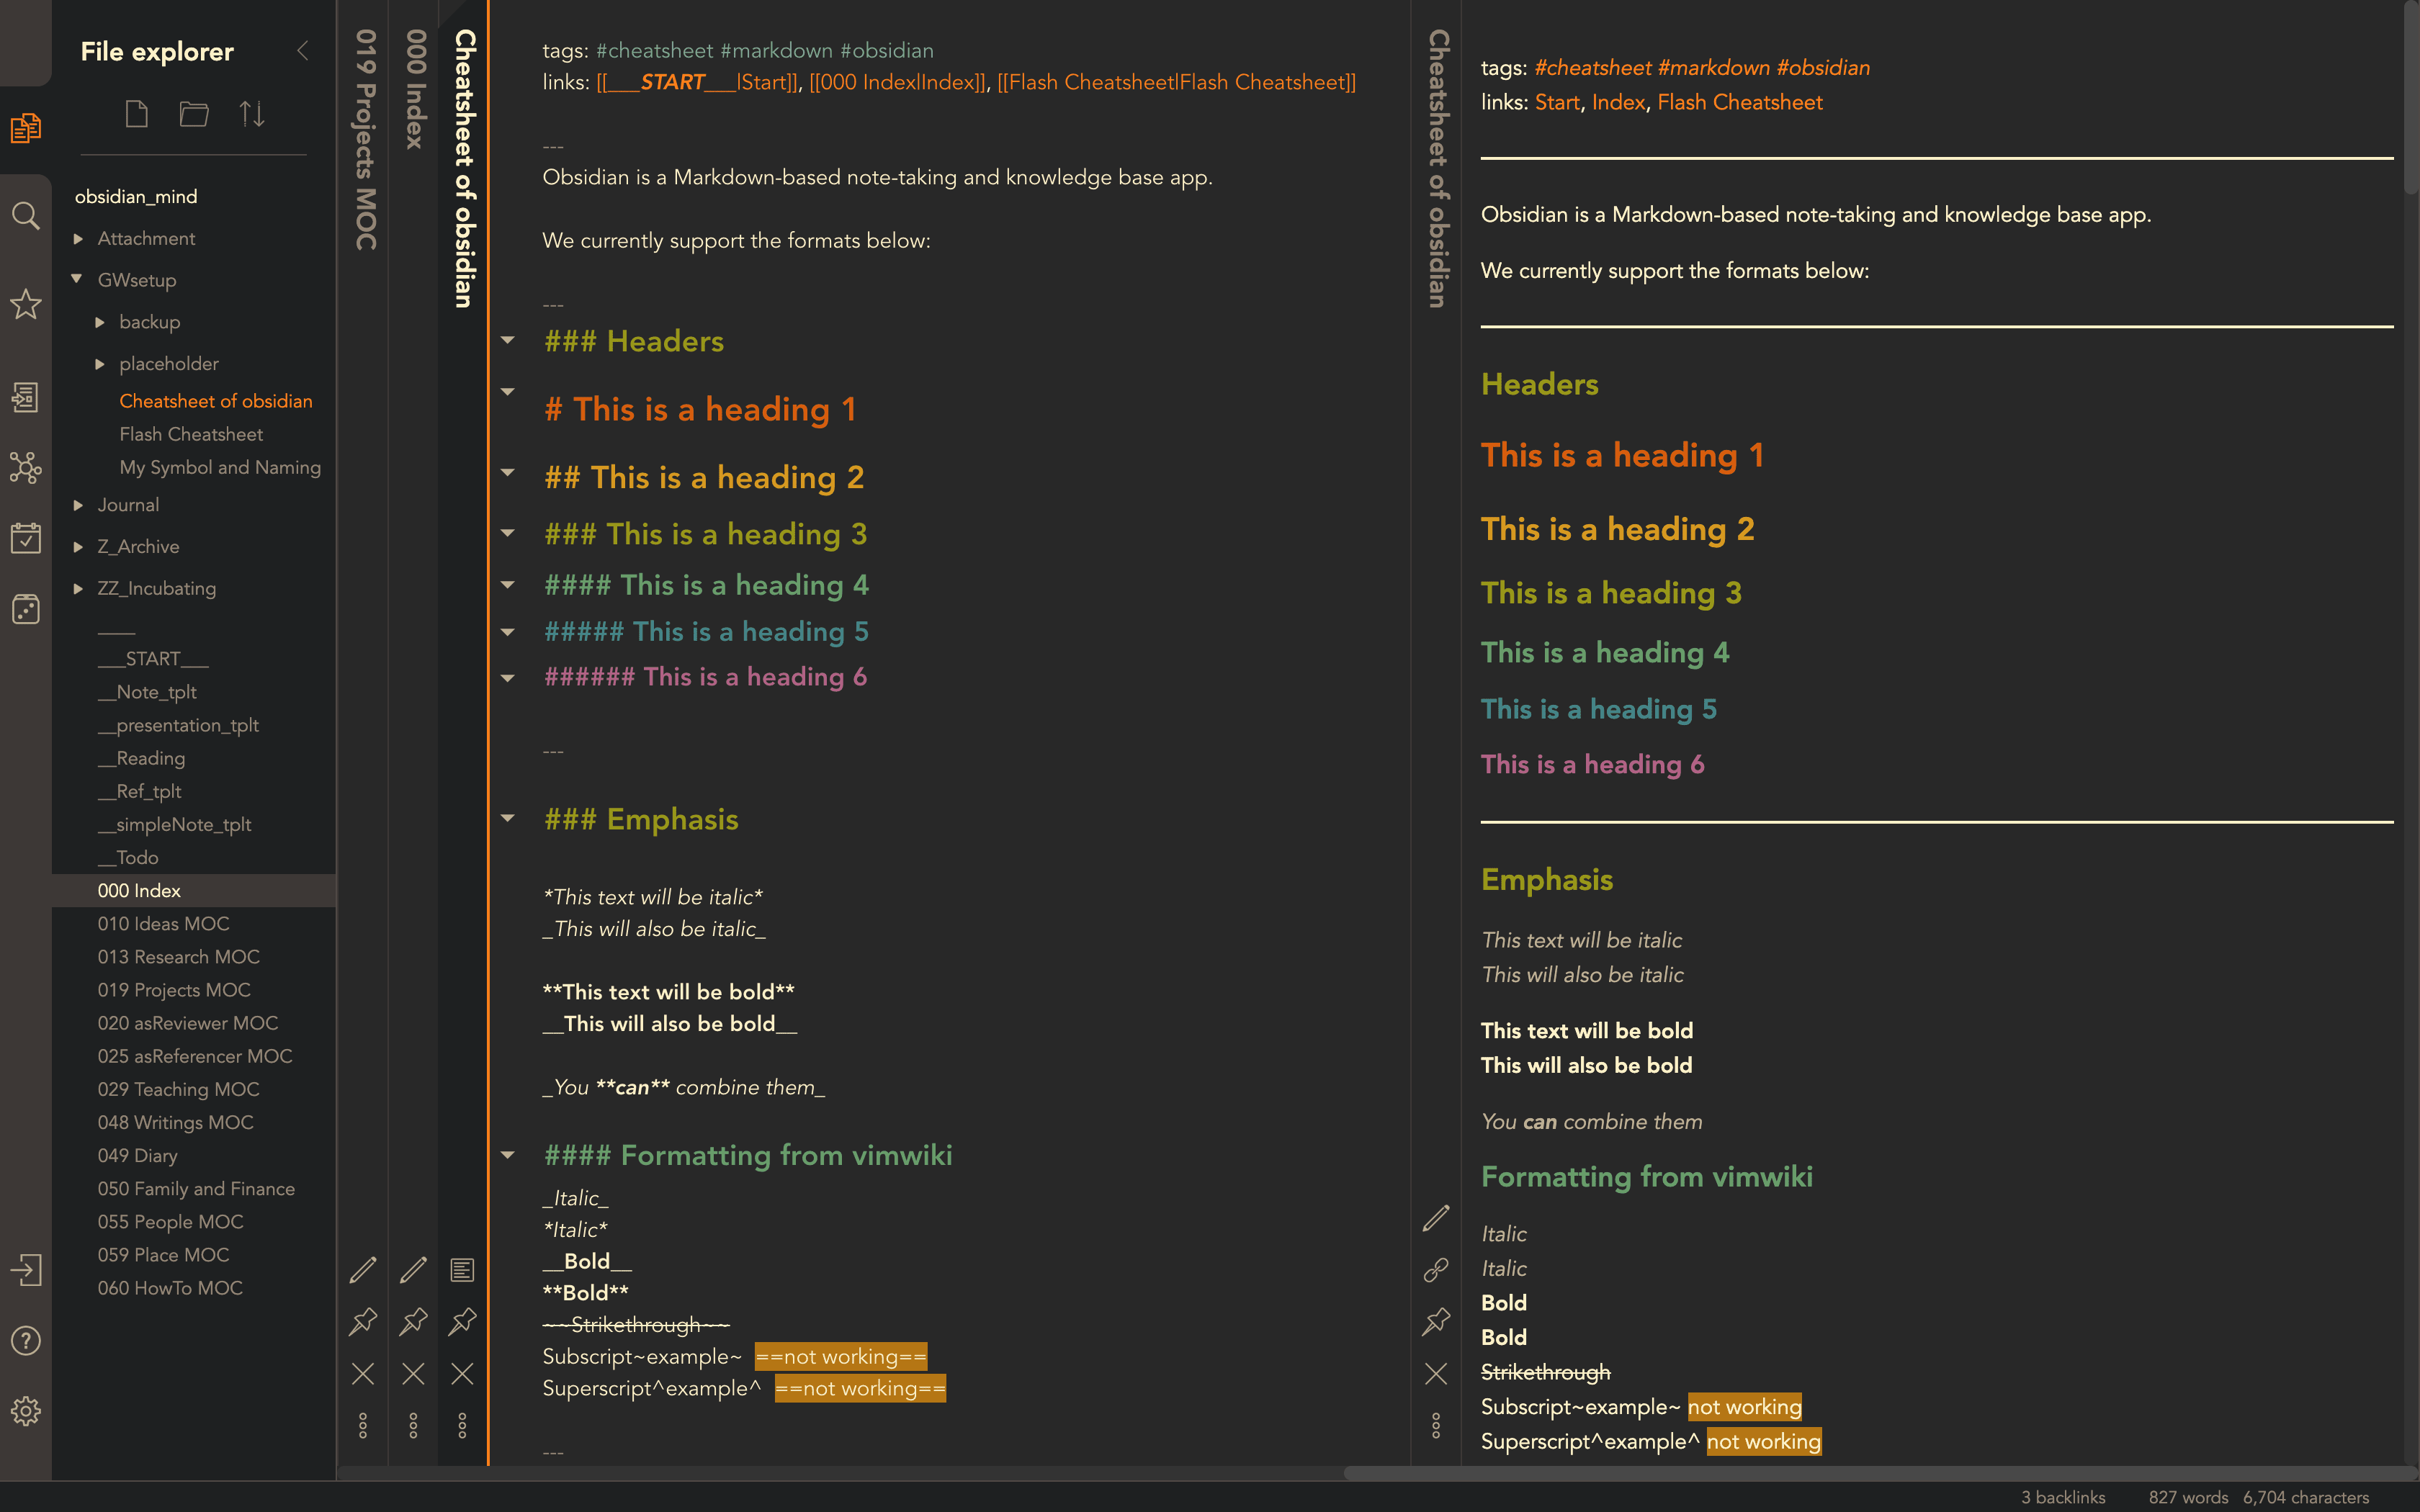 File explorer
obsidian_mind
Attachment
GWsetup
backup
placeholder
Cheatsheet of obsidian
Flash Cheatsheet
My Symbol and Naming
Journal
Z_Archive
ZZ_Incubating
____
___START___
__Note_tplt
__presentation_tplt
__Reading
__Ref_tplt
__simpleNote_tplt
__Todo
000 Index
010 Ideas MOC
013 Research MOC
019 Projects MOC
020 asReviewer MOC
025 asReferencer MOC
029 Teaching MOC
048 Writings MOC
049 Diary
050 Family and Finance
055 People MOC
059 Place MOC
060 HowTo MOC
019 Projects MOC
000 Index
Cheatsheet of obsidian
tags: #cheatsheet #markdown #obsidian
links: [[___START___|Start]], [[000 Index|Index]], [[Flash Cheatsheet|Flash Cheatsheet]]
---
Obsidian is a Markdown-based note-taking and knowledge base app.
We currently support the formats below:
---
### Headers
# This is a heading 1
## This is a heading 2
### This is a heading 3
#### This is a heading 4
##### This is a heading 5
###### This is a heading 6
---
### Emphasis
*This text will be italic*
_This will also be italic_
**This text will be bold**
__This will also be bold__
_You **can** combine them_
#### Formatting from vimwiki
_Italic_
*Italic*
__Bold__
**Bold**
~~Strikethrough~~
Subscript~example~ ==not working==
Superscript^example^ ==not working==
---
Cheatsheet of obsidian
tags: #cheatsheet #markdown #obsidian
links: Start, Index, Flash Cheatsheet
Obsidian is a Markdown-based note-taking and knowledge base app.
We currently support the formats below:
Headers
This is a heading 1
This is a heading 2
This is a heading 3
This is a heading 4
This is a heading 5
This is a heading 6
Emphasis
This text will be italic
This will also be italic
This text will be bold
This will also be bold
You can combine them
Formatting from vimwiki
Italic
Italic
Bold
Bold
Strikethrough
Subscript~example~ not working
Superscript^example^ not working
3 backlinks 827 words 6,704 characters